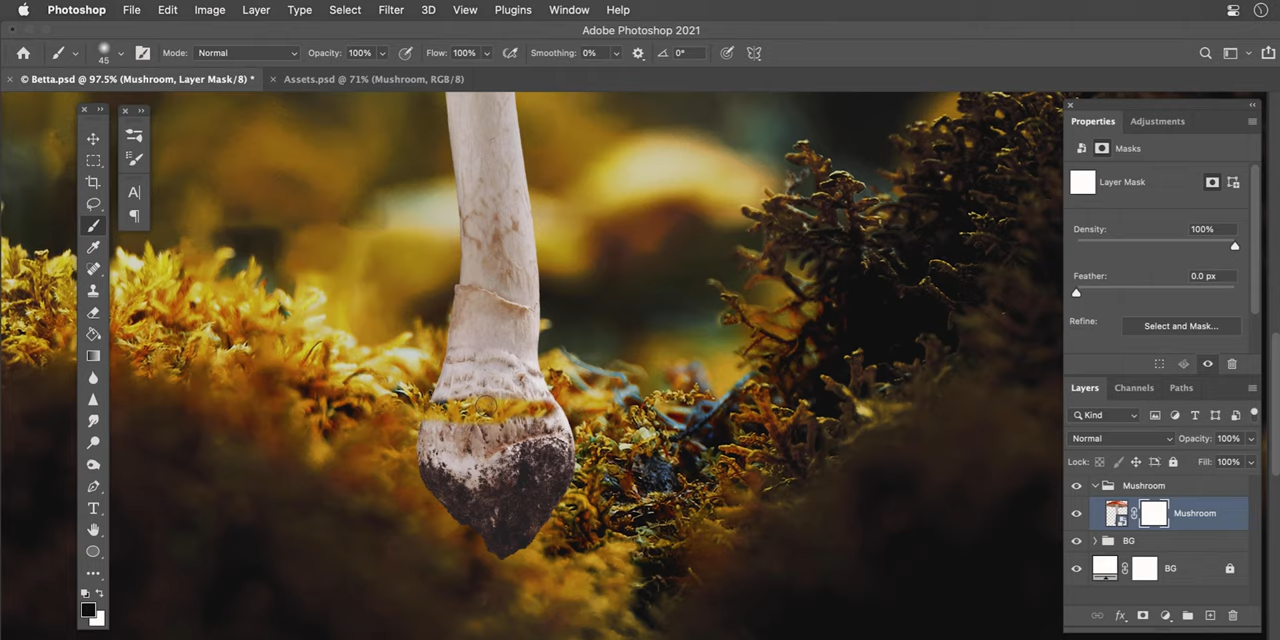 Photoshop File Edit Image Layer Type Select Filter 3D View Plugins Window Help
Adobe Photoshop 2021
45 Mode: Normal Opacity: 100% Flow: 100% Smoothing: 0% 0°
× © Betta.psd @ 97.5% (Mushroom, Layer Mask/8) * × Assets.psd @ 71% (Mushroom, RGB/8)
Properties Adjustments
Masks
Layer Mask
Density: 100%
Feather: 0.0 px
Refine: Select and Mask...
Layers Channels Paths
Kind
Normal Opacity: 100%
Lock: Fill: 100%
Mushroom
Mushroom
BG
BG